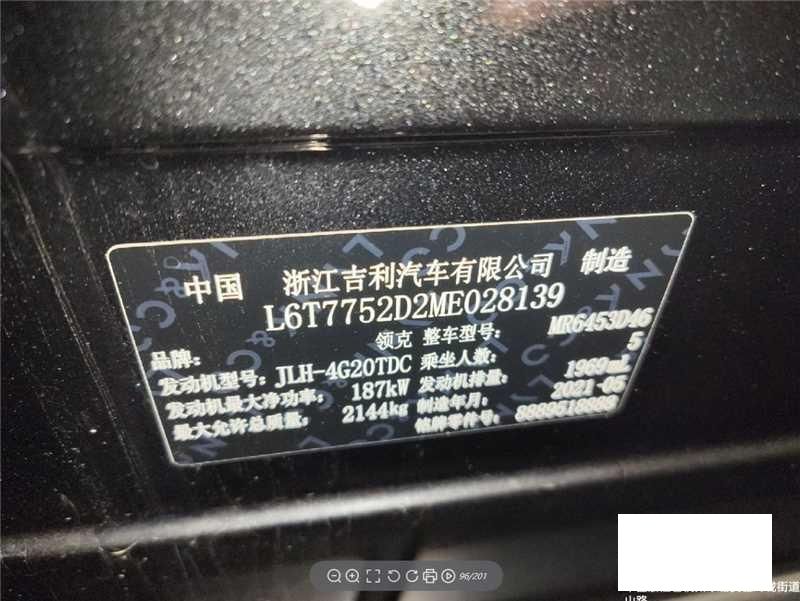 中国 浙江吉利汽车有限公司 制造
L6T7752D2ME028139
品牌: 领克 整车型号: MR6453D46
发动机型号: JLH-4G20TDC 乘坐人数: 5
发动机最大净功率: 187kW 发动机排量: 1969mL
最大允许总质量: 2144kg 制造年月: 2021-05
铭牌零件号: 8889518888
96/201